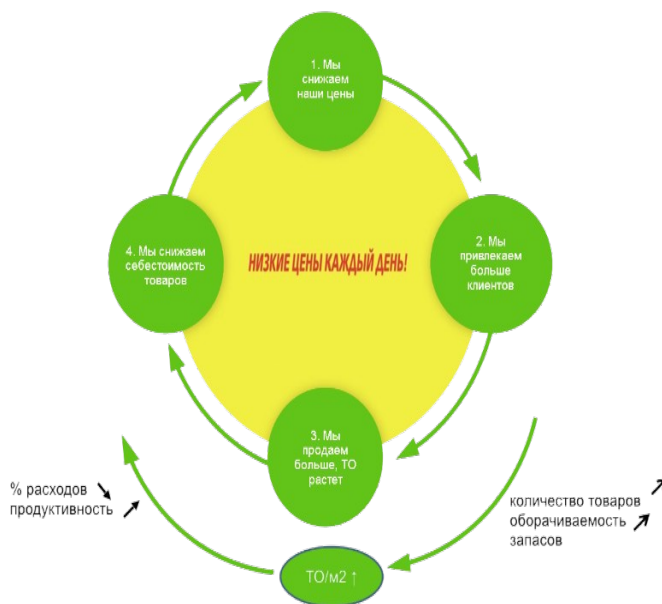 1. Мы
снижаем
наши цены
2. Мы
привлекаем
больше
клиентов
НИЗКИЕ ЦЕНЫ КАЖДЫЙ ДЕНЬ!
4. Мы снижаем
себестоимость
товаров
3. Мы
продаем
больше, ТО
растет
% расходов ↘
продуктивность ↗
количество товаров ↗
оборачиваемость ↗
запасов
ТО/м2 ↑